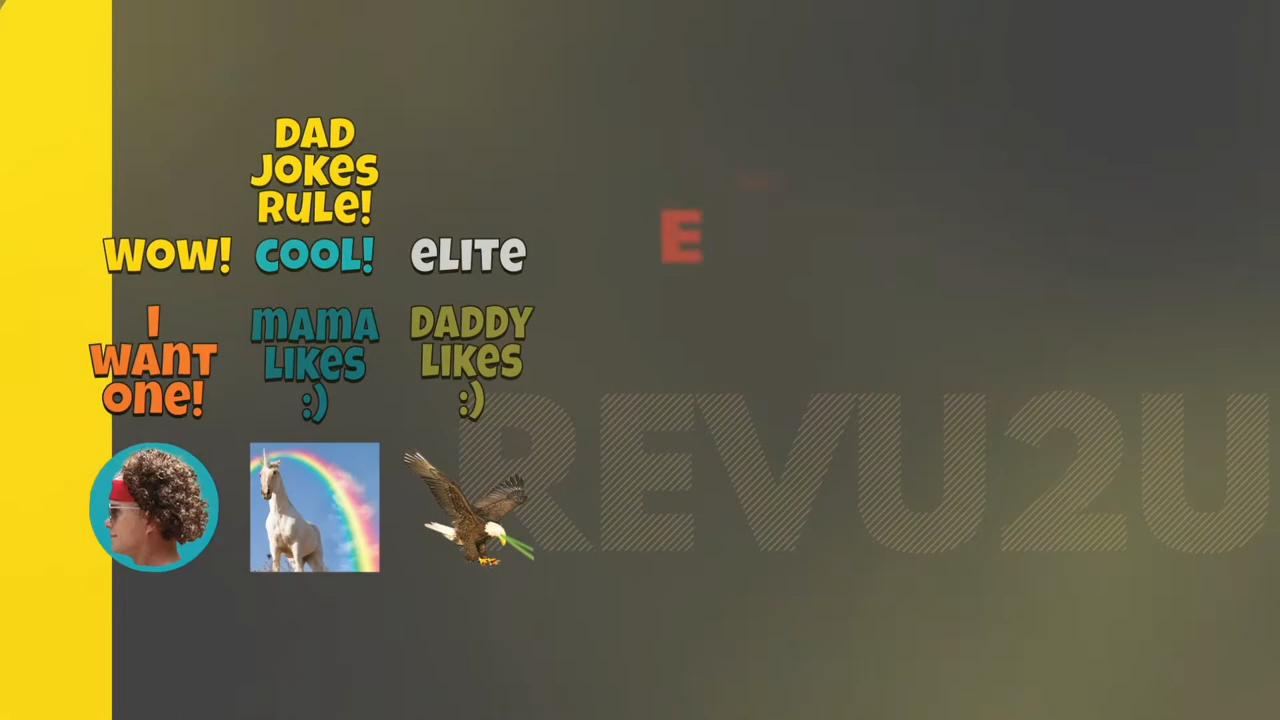 DAD
JOKES
RULE!
WOW!
COOL!
ELITE
I
WANT
ONE!
MAMA
LIKES
:)
DADDY
LIKES
:)
E
REVU2U